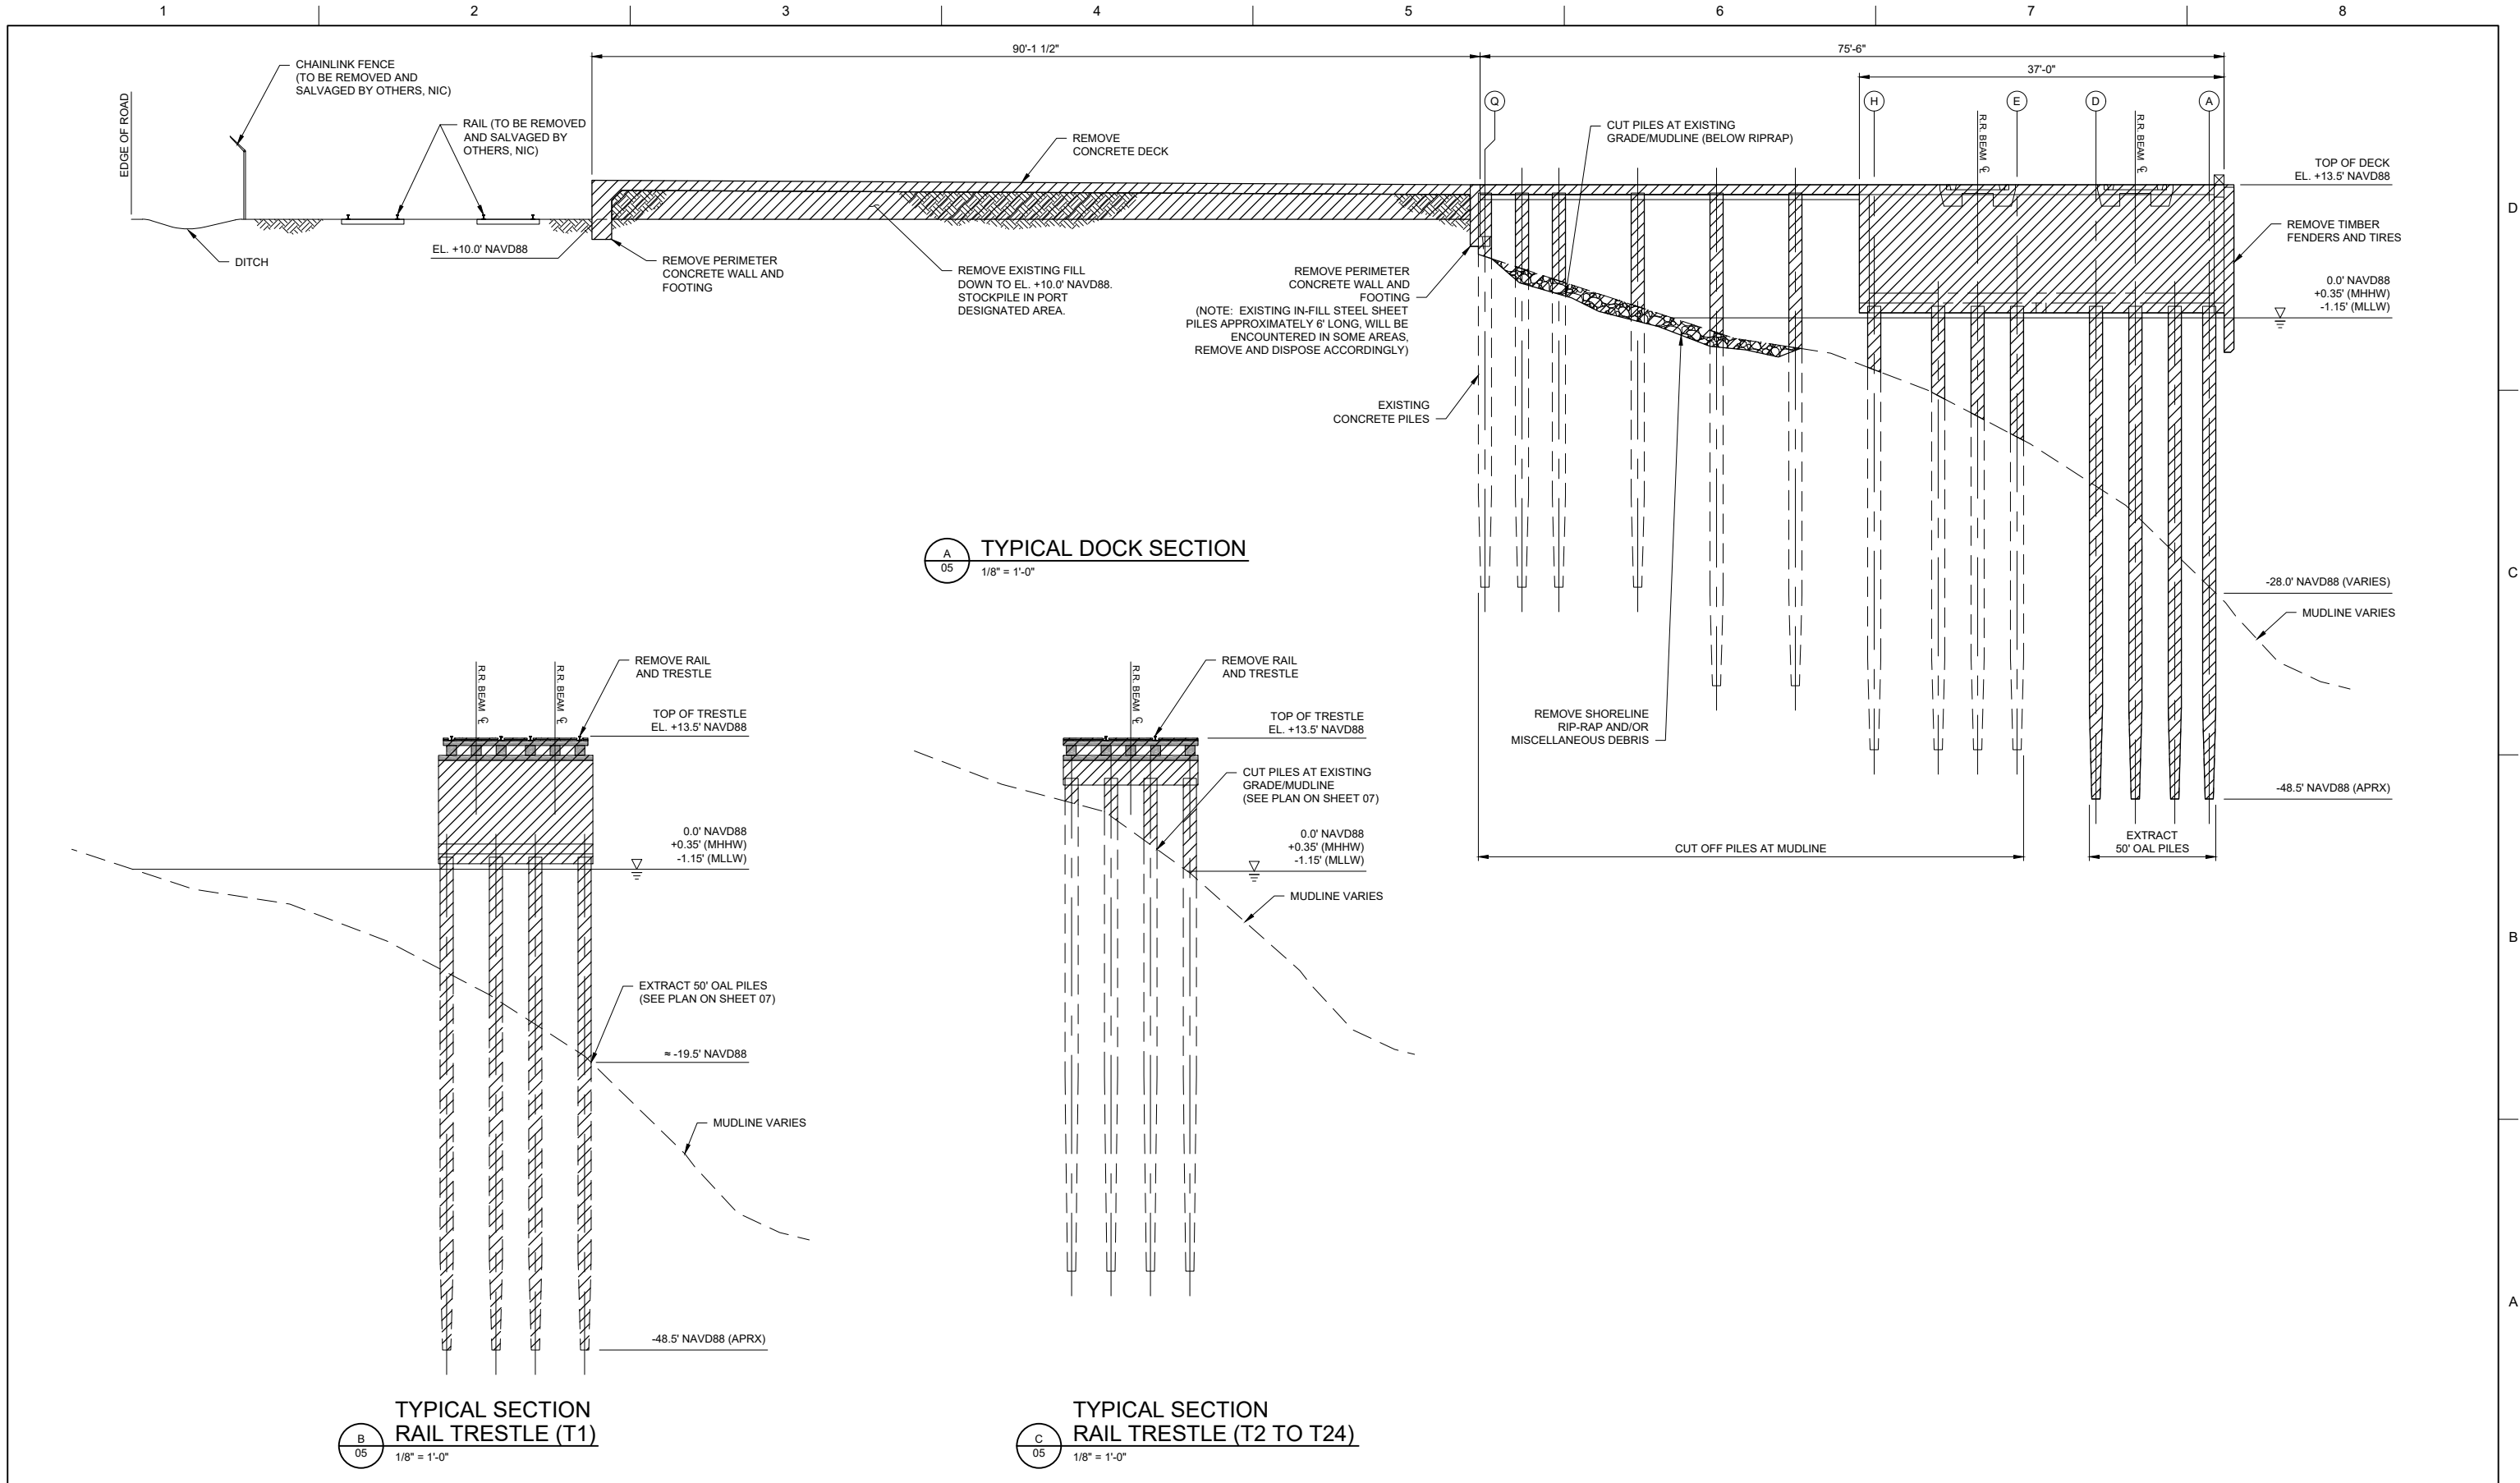 1 2 3 4 5 6 7 8
90'-1 1/2"
75'-6"
37'-0"
CHAINLINK FENCE
(TO BE REMOVED AND
SALVAGED BY OTHERS, NIC)
EDGE OF ROAD
RAIL (TO BE REMOVED
AND SALVAGED BY
OTHERS, NIC)
DITCH
EL. +10.0' NAVD88
REMOVE PERIMETER
CONCRETE WALL AND
FOOTING
REMOVE
CONCRETE DECK
REMOVE EXISTING FILL
DOWN TO EL. +10.0' NAVD88.
STOCKPILE IN PORT
DESIGNATED AREA.
REMOVE PERIMETER
CONCRETE WALL AND
FOOTING
(NOTE: EXISTING IN-FILL STEEL SHEET
PILES APPROXIMATELY 6' LONG, WILL BE
ENCOUNTERED IN SOME AREAS,
REMOVE AND DISPOSE ACCORDINGLY)
EXISTING
CONCRETE PILES
Q
H
E
D
A
CUT PILES AT EXISTING
GRADE/MUDLINE (BELOW RIPRAP)
R.R. BEAM ℄
R.R. BEAM ℄
TOP OF DECK
EL. +13.5' NAVD88
REMOVE TIMBER
FENDERS AND TIRES
0.0' NAVD88
+0.35' (MHHW)
-1.15' (MLLW)
-28.0' NAVD88 (VARIES)
MUDLINE VARIES
REMOVE SHORELINE
RIP-RAP AND/OR
MISCELLANEOUS DEBRIS
-48.5' NAVD88 (APRX)
CUT OFF PILES AT MUDLINE
EXTRACT
50' OAL PILES
A
05
TYPICAL DOCK SECTION
1/8" = 1'-0"
R.R. BEAM ℄
R.R. BEAM ℄
REMOVE RAIL
AND TRESTLE
TOP OF TRESTLE
EL. +13.5' NAVD88
0.0' NAVD88
+0.35' (MHHW)
-1.15' (MLLW)
EXTRACT 50' OAL PILES
(SEE PLAN ON SHEET 07)
≈ -19.5' NAVD88
MUDLINE VARIES
-48.5' NAVD88 (APRX)
B
05
TYPICAL SECTION
RAIL TRESTLE (T1)
1/8" = 1'-0"
R.R. BEAM ℄
REMOVE RAIL
AND TRESTLE
TOP OF TRESTLE
EL. +13.5' NAVD88
CUT PILES AT EXISTING
GRADE/MUDLINE
(SEE PLAN ON SHEET 07)
0.0' NAVD88
+0.35' (MHHW)
-1.15' (MLLW)
MUDLINE VARIES
C
05
TYPICAL SECTION
RAIL TRESTLE (T2 TO T24)
1/8" = 1'-0"
D
C
B
A